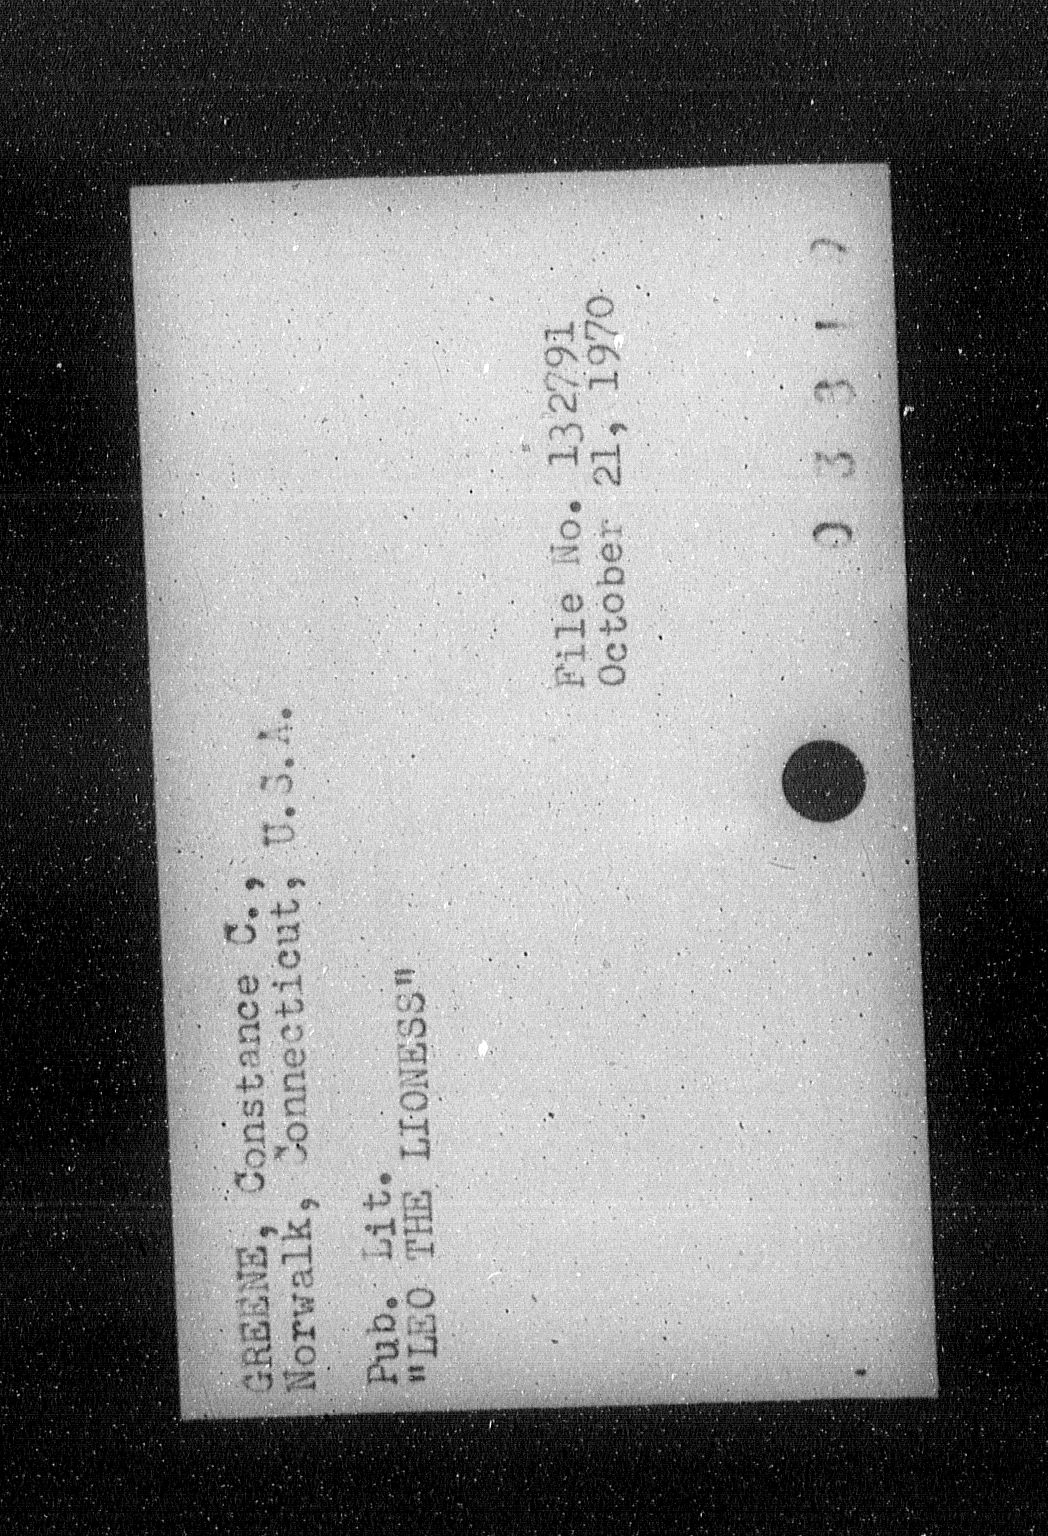 GREENE, Constance C.,
Norwalk, Connecticut, U.S.A.
Pub. Lit.
"LEO THE LIONESS"
File No. 132791
October 21, 1970